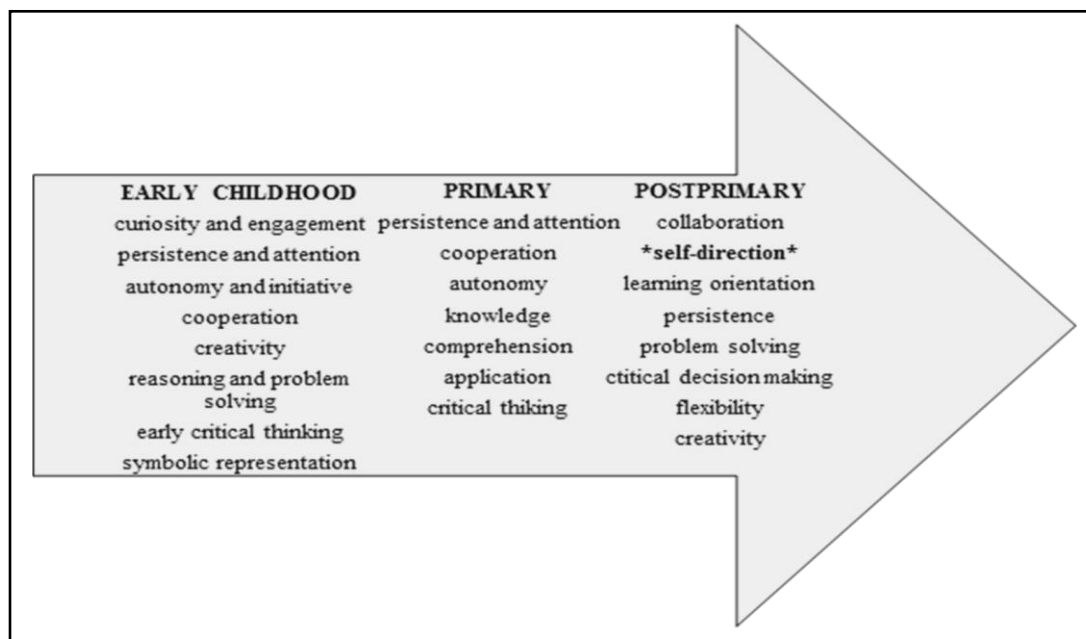 EARLY CHILDHOOD
curiosity and engagement
persistence and attention
autonomy and initiative
cooperation
creativity
reasoning and problem
solving
early critical thinking
symbolic representation
PRIMARY
persistence and attention
cooperation
autonomy
knowledge
comprehension
application
critical thiking
POSTPRIMARY
collaboration
*self-direction*
learning orientation
persistence
problem solving
ctitical decision making
flexibility
creativity